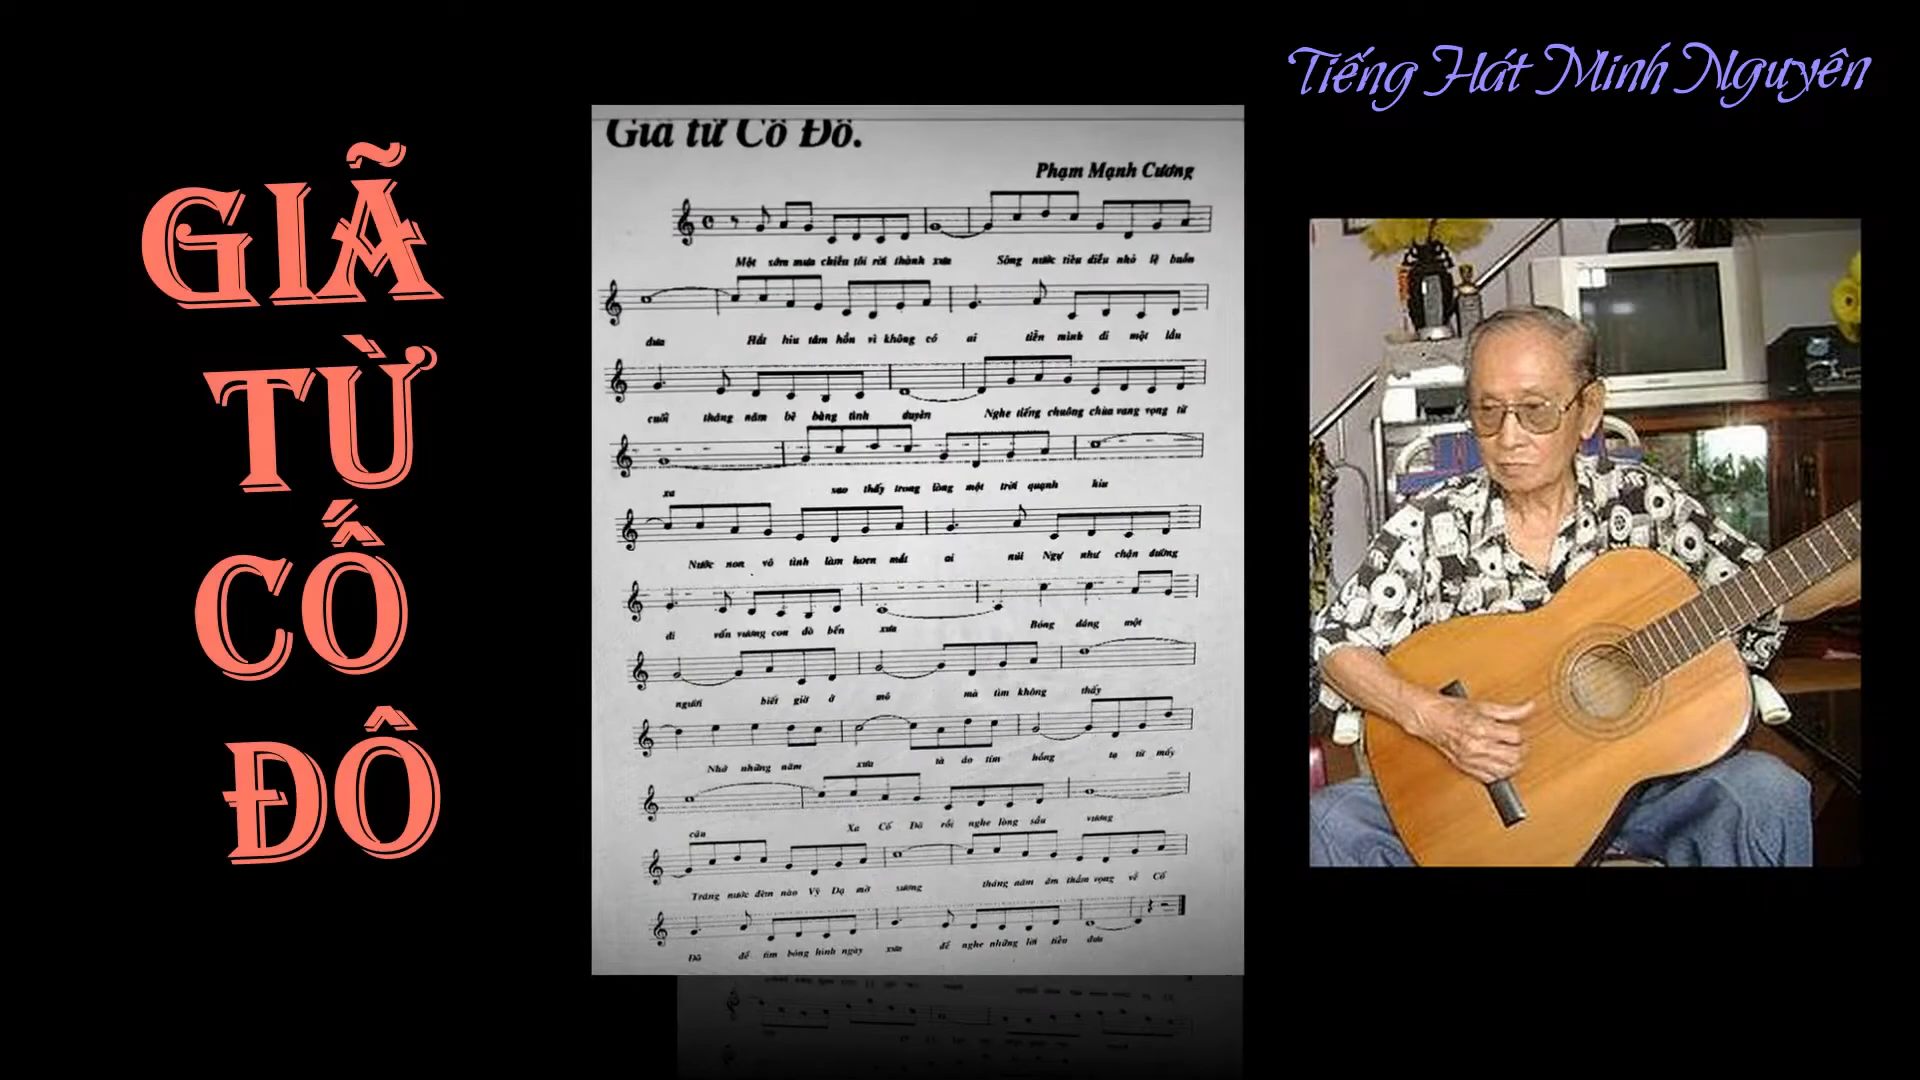 Tiếng Hát Minh Nguyên
GIÃ
TỪ
CỐ
ĐÔ
Giã từ Cố Đô.
Phạm Mạnh Cương
Một sớm mưa chiều tôi rời thành xưa Sông nước tiêu điều nhỏ lệ buồn
đưa Hắt hiu tâm hồn vì không có ai tiễn mình đi một lần
cuối tháng năm bẽ bàng tình duyên Nghe tiếng chuông chùa vang vọng từ
xa sao thấy trong lòng một trời quạnh hiu
Nước non vô tình làm hoen mắt ai núi Ngự như chận đường
đi vấn vương con đò bến xưa Bóng dáng một
người biết giờ ở mô mà tìm không thấy
Nhớ những năm xưa tà áo tím hồng tạ từ mấy
câu Xa Cố Đô rồi nghe lòng sầu vương
Trăng nước đêm nào Vỹ Dạ mờ sương tháng năm âm thầm vọng về Cố
Đô để tìm bóng hình ngày xưa để nghe những lời tiễn đưa